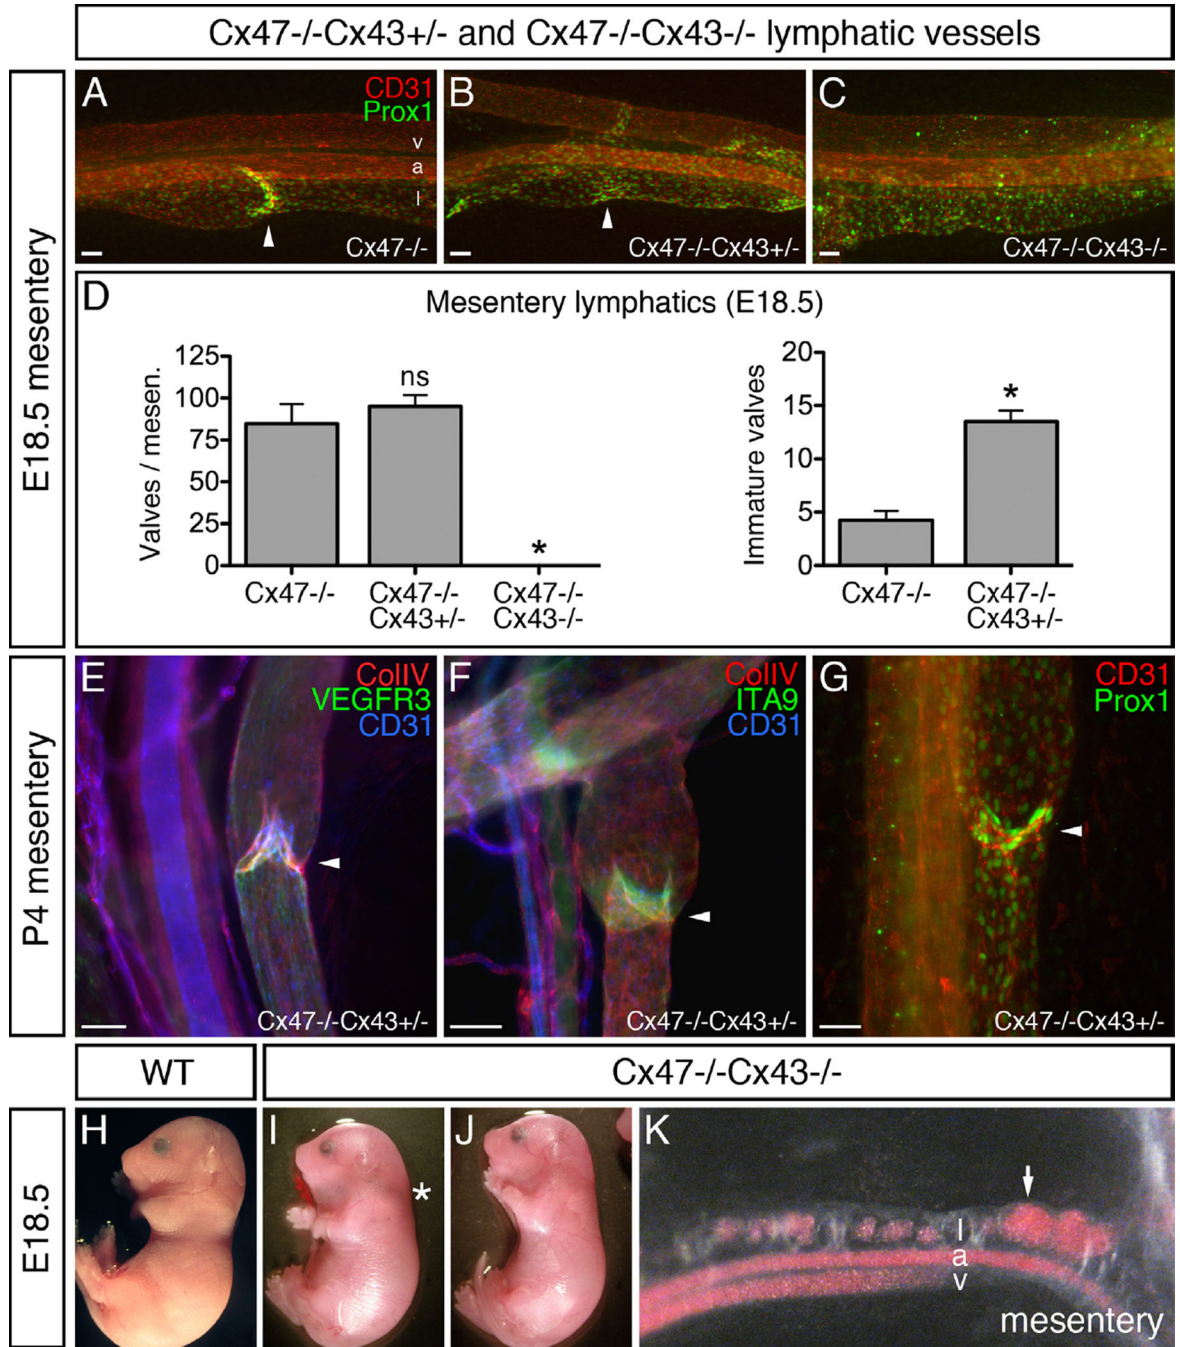 Cx47-/-Cx43+/- and Cx47-/-Cx43-/- lymphatic vessels
E18.5 mesentery
A
CD31
Prox1
v
a
l
Cx47-/-
B
Cx47-/-Cx43+/-
C
Cx47-/-Cx43-/-
D
Mesentery lymphatics (E18.5)
Valves / mesen.
125
100
75
50
25
0
ns
*
Cx47-/-
Cx47-/-
Cx43+/-
Cx47-/-
Cx43-/-
Immature valves
20
15
10
5
0
*
Cx47-/-
Cx47-/-
Cx43+/-
P4 mesentery
E
ColIV
VEGFR3
CD31
Cx47-/-Cx43+/-
F
ColIV
ITA9
CD31
Cx47-/-Cx43+/-
G
CD31
Prox1
Cx47-/-Cx43+/-
WT
Cx47-/-Cx43-/-
E18.5
H
I
*
J
K
l
a
v
mesentery